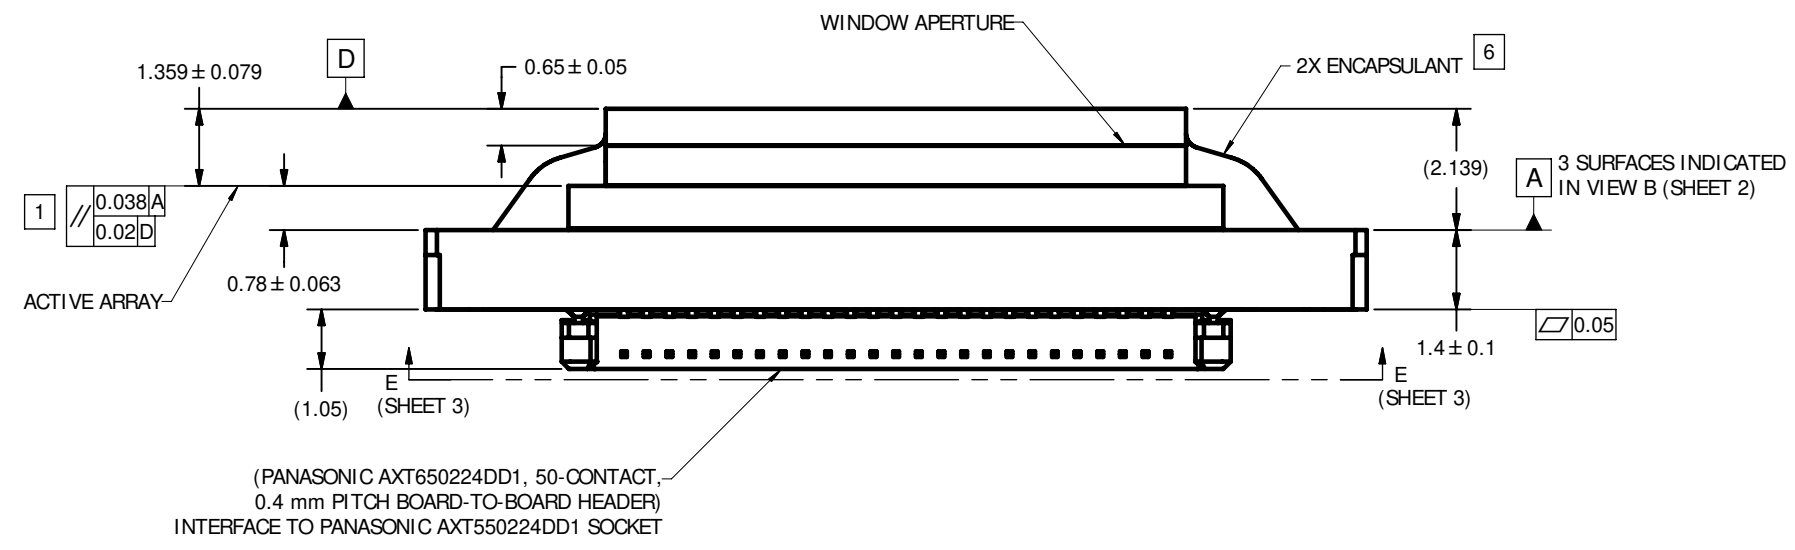 WINDOW APERTURE
D
6
1.359 ± 0.079
0.65 ± 0.05
2X ENCAPSULANT
(2.139)
A
3 SURFACES INDICATED
IN VIEW B (SHEET 2)
1
// 0.038 A
0.02 D
0.78 ± 0.063
ACTIVE ARRAY
0.05
1.4 ± 0.1
(1.05)
E
(SHEET 3)
E
(SHEET 3)
(PANASONIC AXT650224DD1, 50-CONTACT,
0.4 mm PITCH BOARD-TO-BOARD HEADER)
INTERFACE TO PANASONIC AXT550224DD1 SOCKET